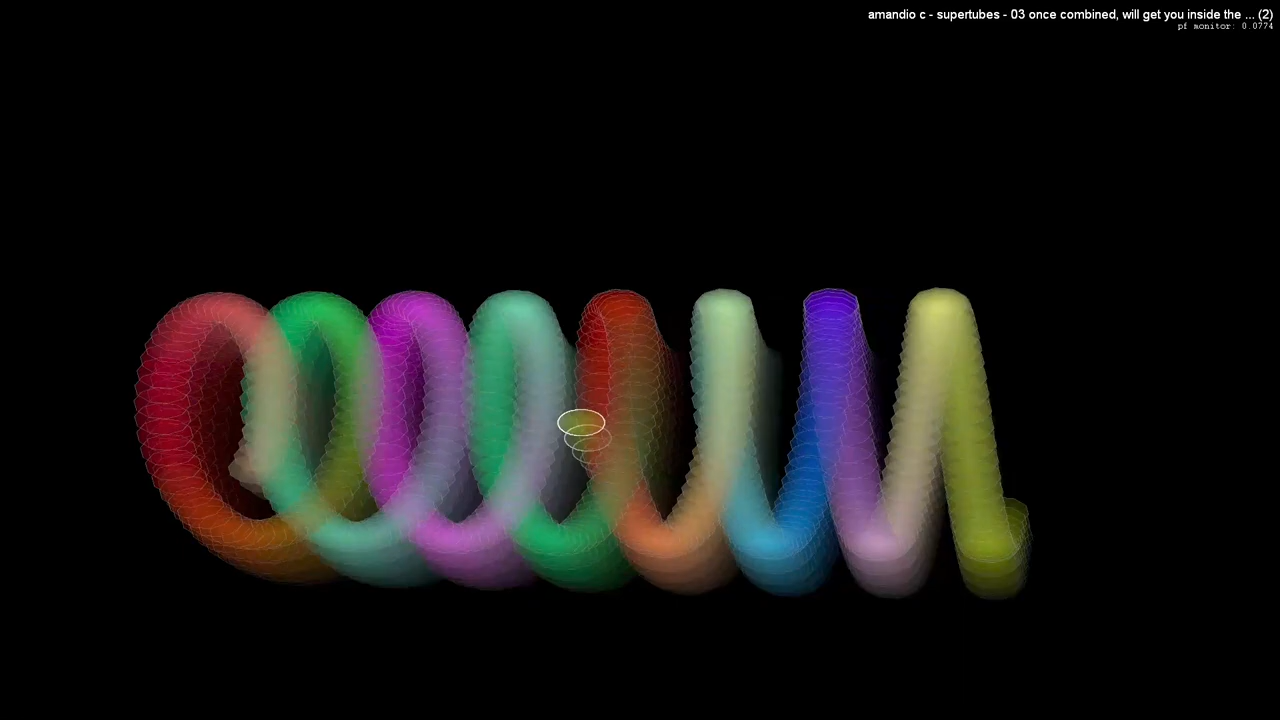 amandio c - supertubes - 03 once combined, will get you inside the ... (2)
pf monitor: 0.0774